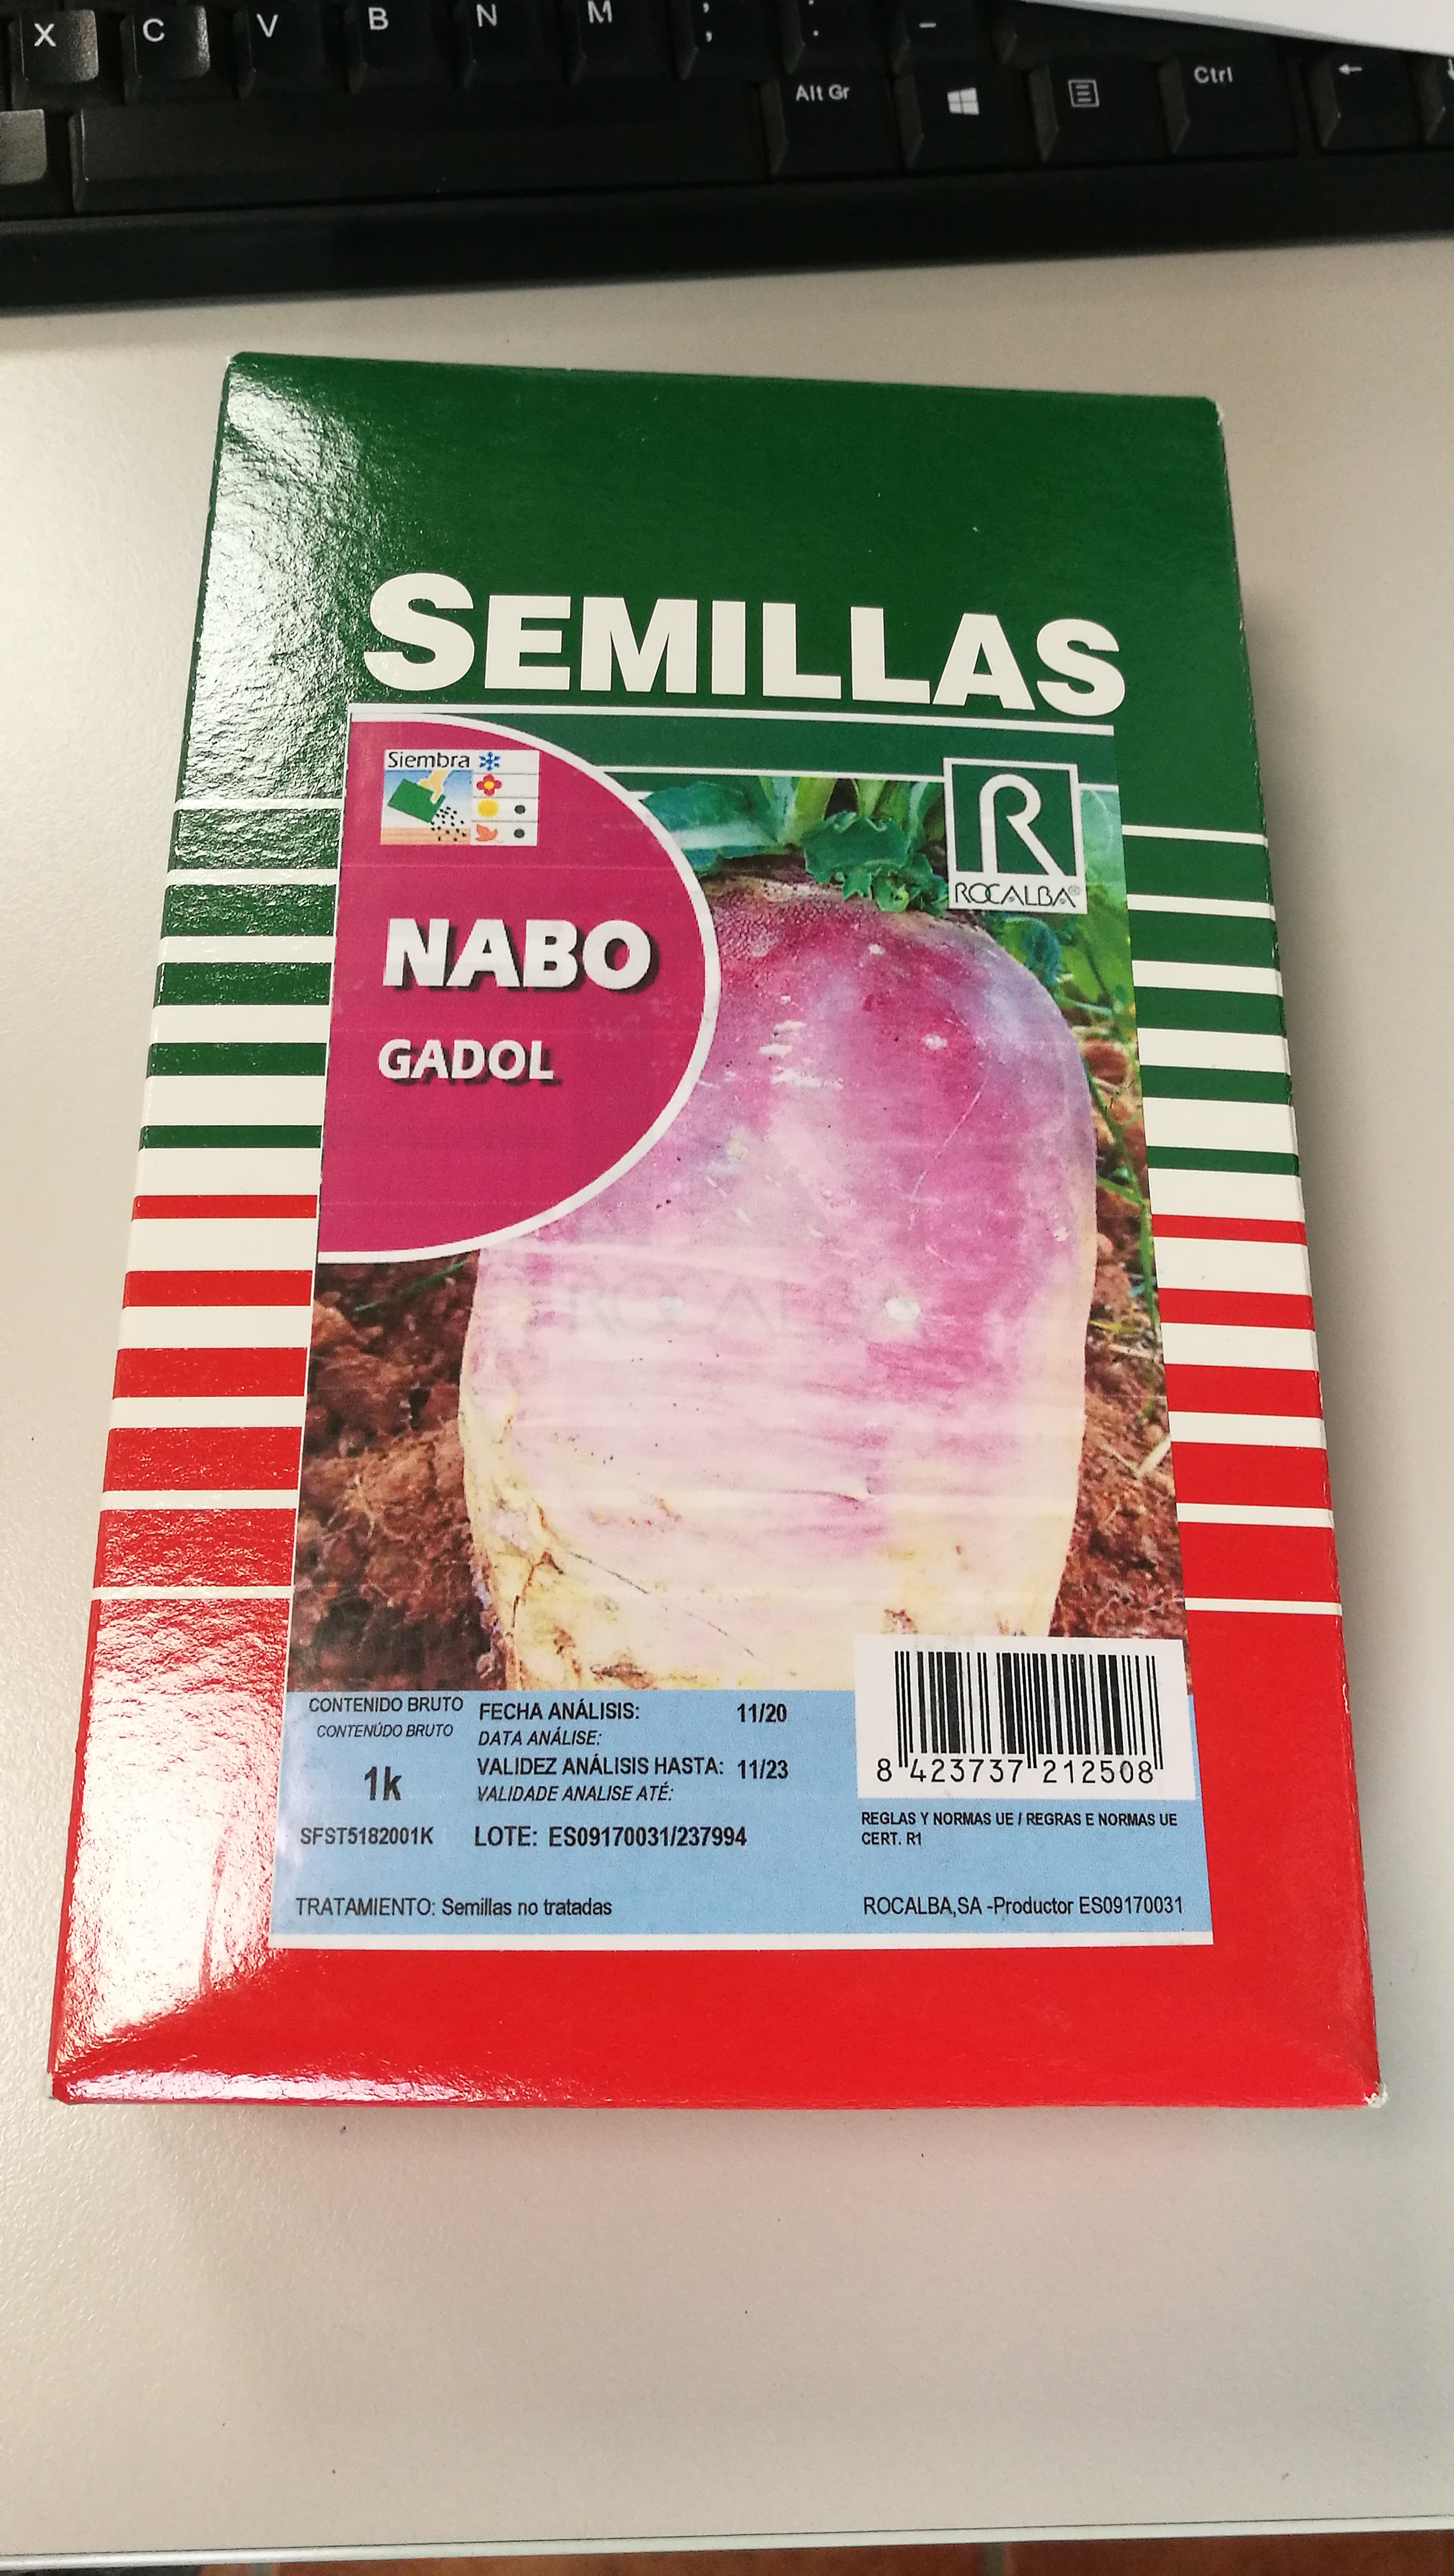 X C V B N M ; : _
,  .
Alt Gr Ctrl ←
SEMILLAS
Siembra
R
ROCALBA®
NABO
GADOL
ROCALBA
CONTENIDO BRUTO
CONTENÚDO BRUTO
1k
SFST5182001K
FECHA ANÁLISIS: 11/20
DATA ANÁLISE:
VALIDEZ ANÁLISIS HASTA: 11/23
VALIDADE ANALISE ATÉ:
LOTE: ES09170031/237994
8 423737 212508
REGLAS Y NORMAS UE / REGRAS E NORMAS UE
CERT. R1
TRATAMIENTO: Semillas no tratadas
ROCALBA,SA -Productor ES09170031